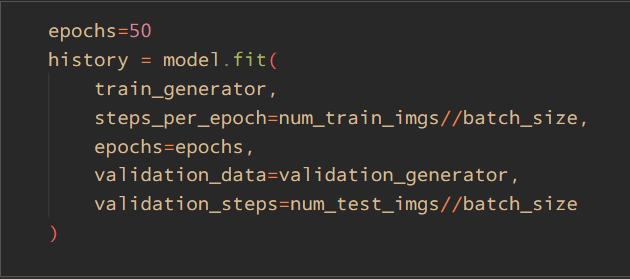 epochs=50
history = model.fit(
    train_generator,
    steps_per_epoch=num_train_imgs//batch_size,
    epochs=epochs,
    validation_data=validation_generator,
    validation_steps=num_test_imgs//batch_size
)